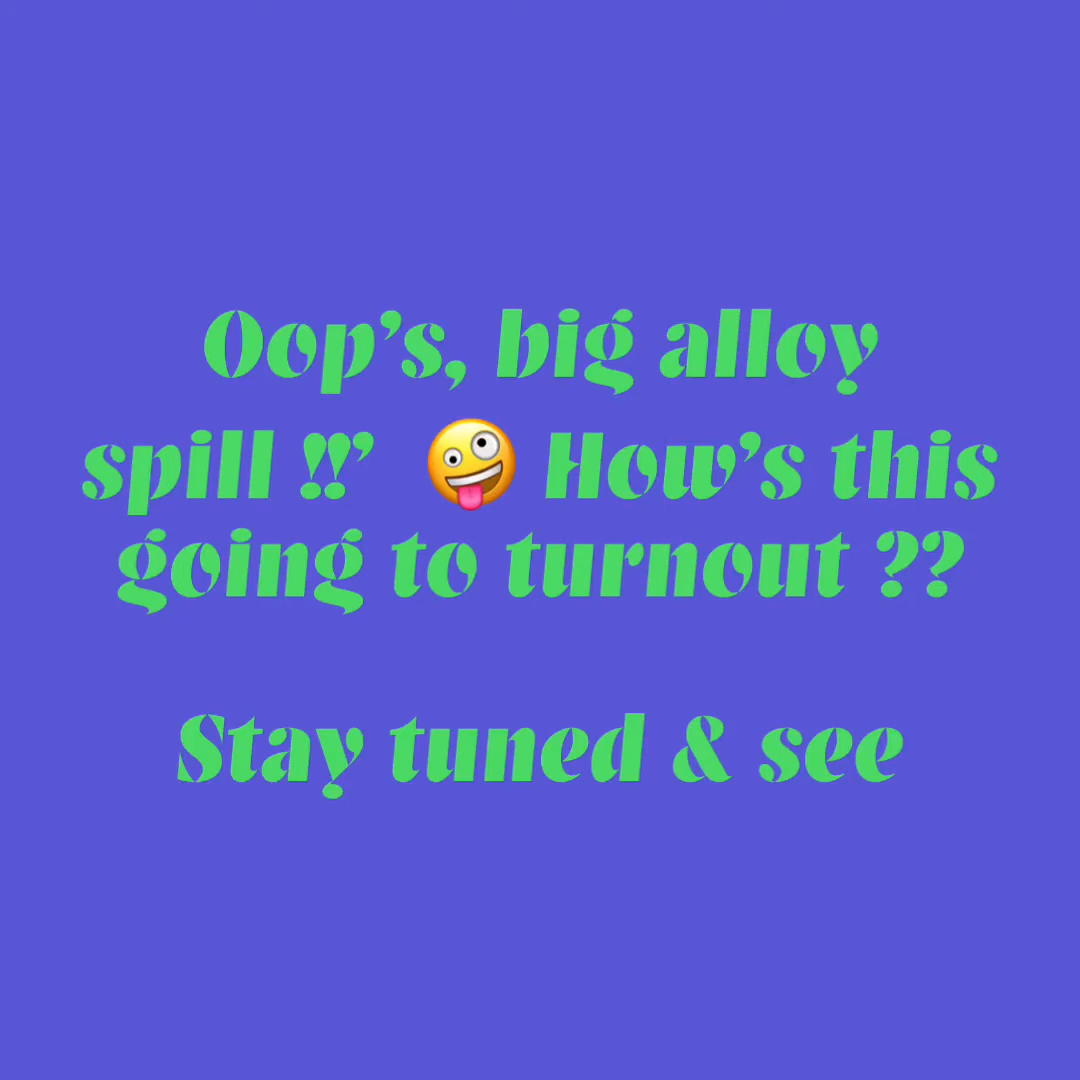 Oop’s, big alloy
spill !!’ 🤪 How’s this
going to turnout ??
Stay tuned & see